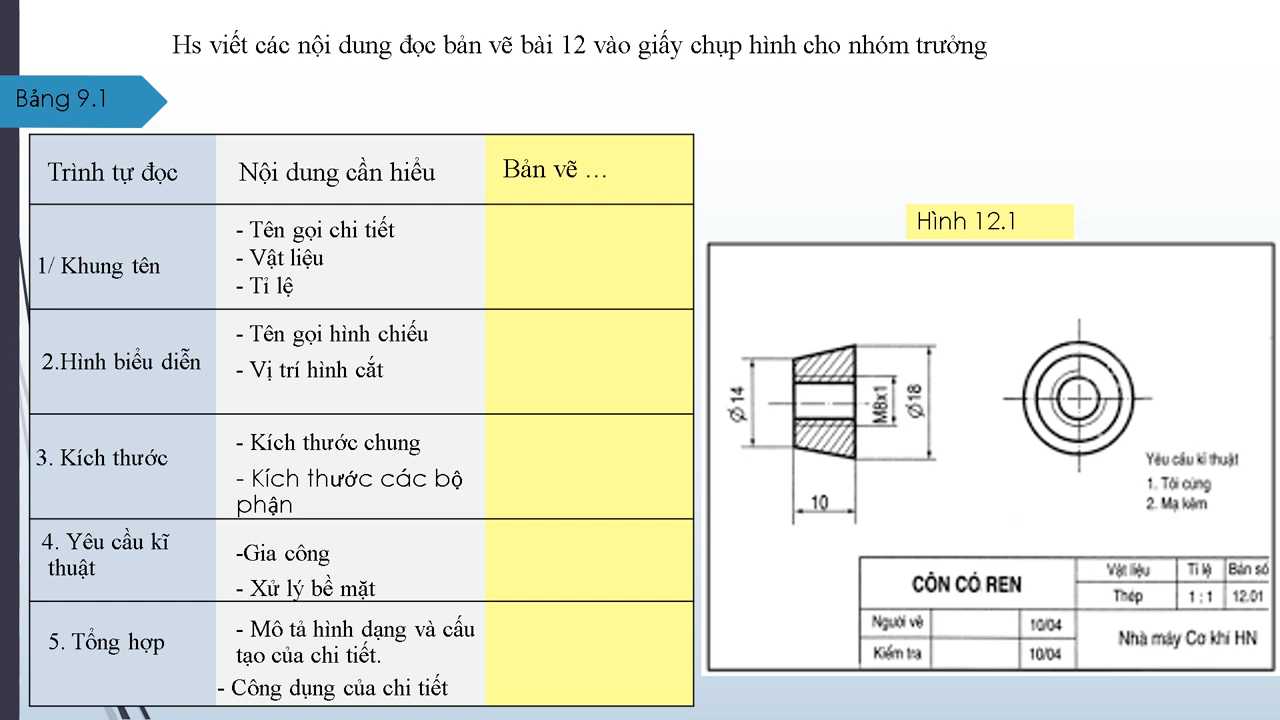 Hs viết các nội dung đọc bản vẽ bài 12 vào giấy chụp hình cho nhóm trưởng
Bảng 9.1
Trình tự đọc
Nội dung cần hiểu
Bản vẽ ...
1/ Khung tên
- Tên gọi chi tiết
- Vật liệu
- Tỉ lệ
2.Hình biểu diễn
- Tên gọi hình chiếu
- Vị trí hình cắt
3. Kích thước
- Kích thước chung
- Kích thước các bộ
phận
4. Yêu cầu kĩ
thuật
-Gia công
- Xử lý bề mặt
5. Tổng hợp
- Mô tả hình dạng và cấu
tạo của chi tiết.
- Công dụng của chi tiết
Hình 12.1
Ø14
M8x1
Ø18
10
Yêu cầu kĩ thuật
1. Tôi cứng
2. Mạ kẽm
CÔN CÓ REN
Vật liệu
Tỉ lệ
Bản số
Thép
1 : 1
12.01
Người vẽ
10/04
Kiểm tra
10/04
Nhà máy Cơ khí HN